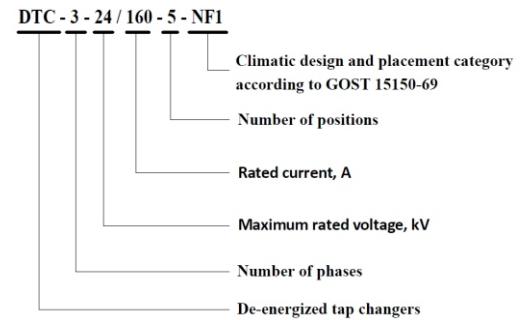 DTC - 3 - 24 / 160 - 5 - NF1
Climatic design and placement category
according to GOST 15150-69
Number of positions
Rated current, A
Maximum rated voltage, kV
Number of phases
De-energized tap changers